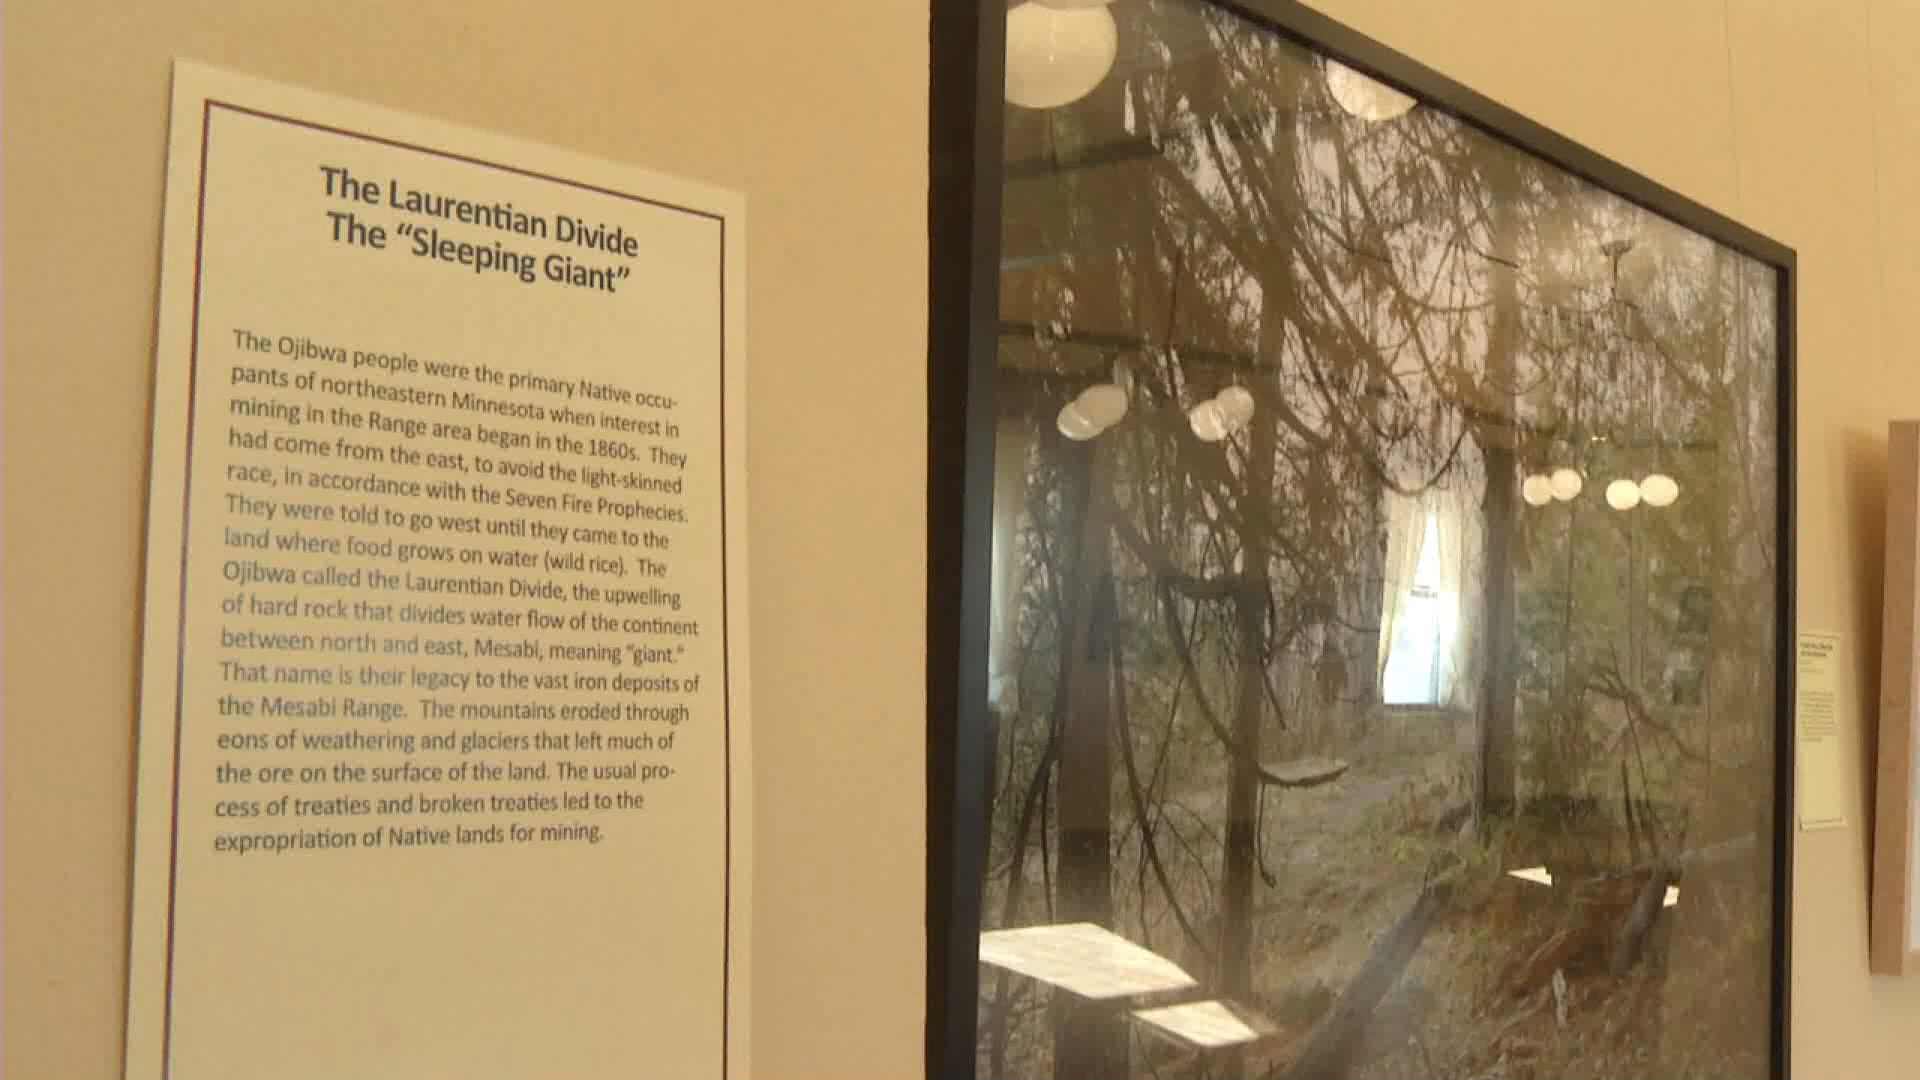 The Laurentian Divide
The “Sleeping Giant”
The Ojibwa people were the primary Native occu-
pants of northeastern Minnesota when interest in
mining in the Range area began in the 1860s. They
had come from the east, to avoid the light-skinned
race, in accordance with the Seven Fire Prophecies.
They were told to go west until they came to the
land where food grows on water (wild rice). The
Ojibwa called the Laurentian Divide, the upwelling
of hard rock that divides water flow of the continent
between north and east, Mesabi, meaning “giant.”
That name is their legacy to the vast iron deposits of
the Mesabi Range. The mountains eroded through
eons of weathering and glaciers that left much of
the ore on the surface of the land. The usual pro-
cess of treaties and broken treaties led to the
expropriation of Native lands for mining.